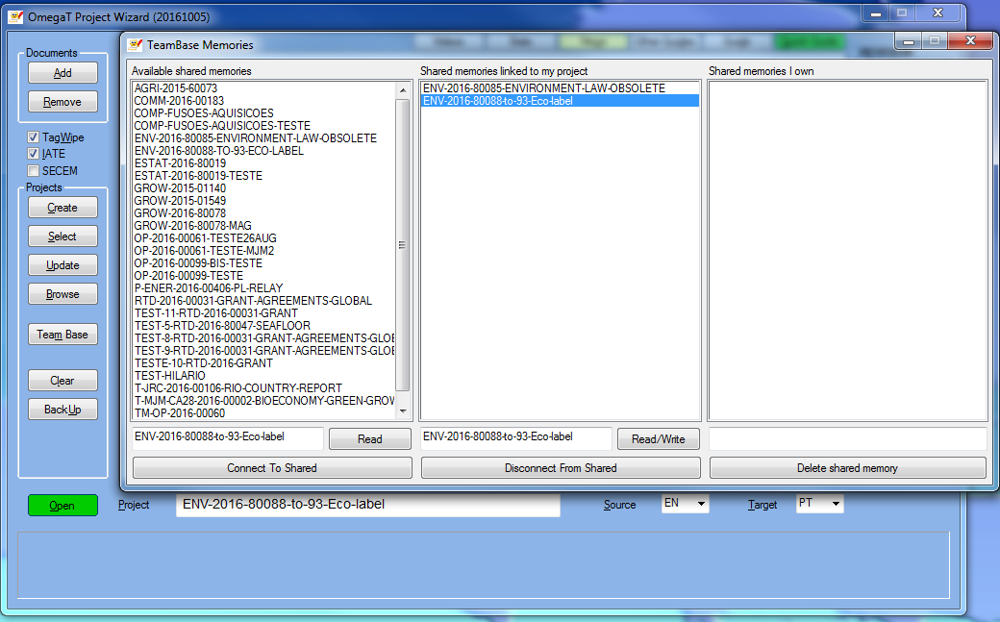 OmegaT Project Wizard (20161005)
TeamBase Memories
Documents
Add
Remove
TagWipe
IATE
SECEM
Projects
Create
Select
Update
Browse
Team Base
Clear
BackUp
Available shared memories
AGRI-2015-60073
COMM-2016-00183
COMP-FUSOES-AQUISICOES
COMP-FUSOES-AQUISICOES-TESTE
ENV-2016-80085-ENVIRONMENT-LAW-OBSOLETE
ENV-2016-80088-TO-93-ECO-LABEL
ESTAT-2016-80019
ESTAT-2016-80019-TESTE
GROW-2015-01140
GROW-2015-01549
GROW-2016-80078
GROW-2016-80078-MAG
OP-2016-00061-TESTE26AUG
OP-2016-00061-TESTE-MJM2
OP-2016-00099-BIS-TESTE
OP-2016-00099-TESTE
P-ENER-2016-00406-PL-RELAY
RTD-2016-00031-GRANT-AGREEMENTS-GLOBAL
TEST-11-RTD-2016-00031-GRANT
TEST-5-RTD-2016-80047-SEAFLOOR
TEST-8-RTD-2016-00031-GRANT-AGREEMENTS-GLOE
TEST-9-RTD-2016-00031-GRANT-AGREEMENTS-GLOE
TESTE-10-RTD-2016-GRANT
TEST-HILARIO
T-JRC-2016-00106-RIO-COUNTRY-REPORT
T-MJM-CA28-2016-00002-BIOECONOMY-GREEN-GROW
TM-OP-2016-00060
ENV-2016-80088-to-93-Eco-label
Read
Connect To Shared
Shared memories linked to my project
ENV-2016-80085-ENVIRONMENT-LAW-OBSOLETE
ENV-2016-80088-to-93-Eco-label
ENV-2016-80088-to-93-Eco-label
Read/Write
Disconnect From Shared
Shared memories I own
Delete shared memory
Open
Project
ENV-2016-80088-to-93-Eco-label
Source
EN
Target
PT